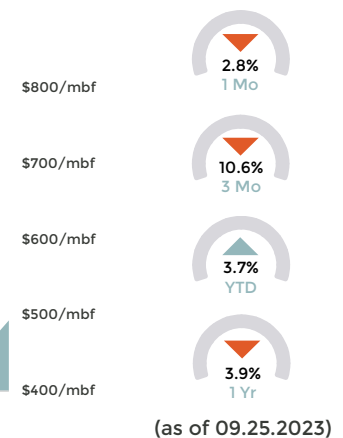 $800/mbf
$700/mbf
$600/mbf
$500/mbf
$400/mbf
2.8%
1 Mo
10.6%
3 Mo
3.7%
YTD
3.9%
1 Yr
(as of 09.25.2023)